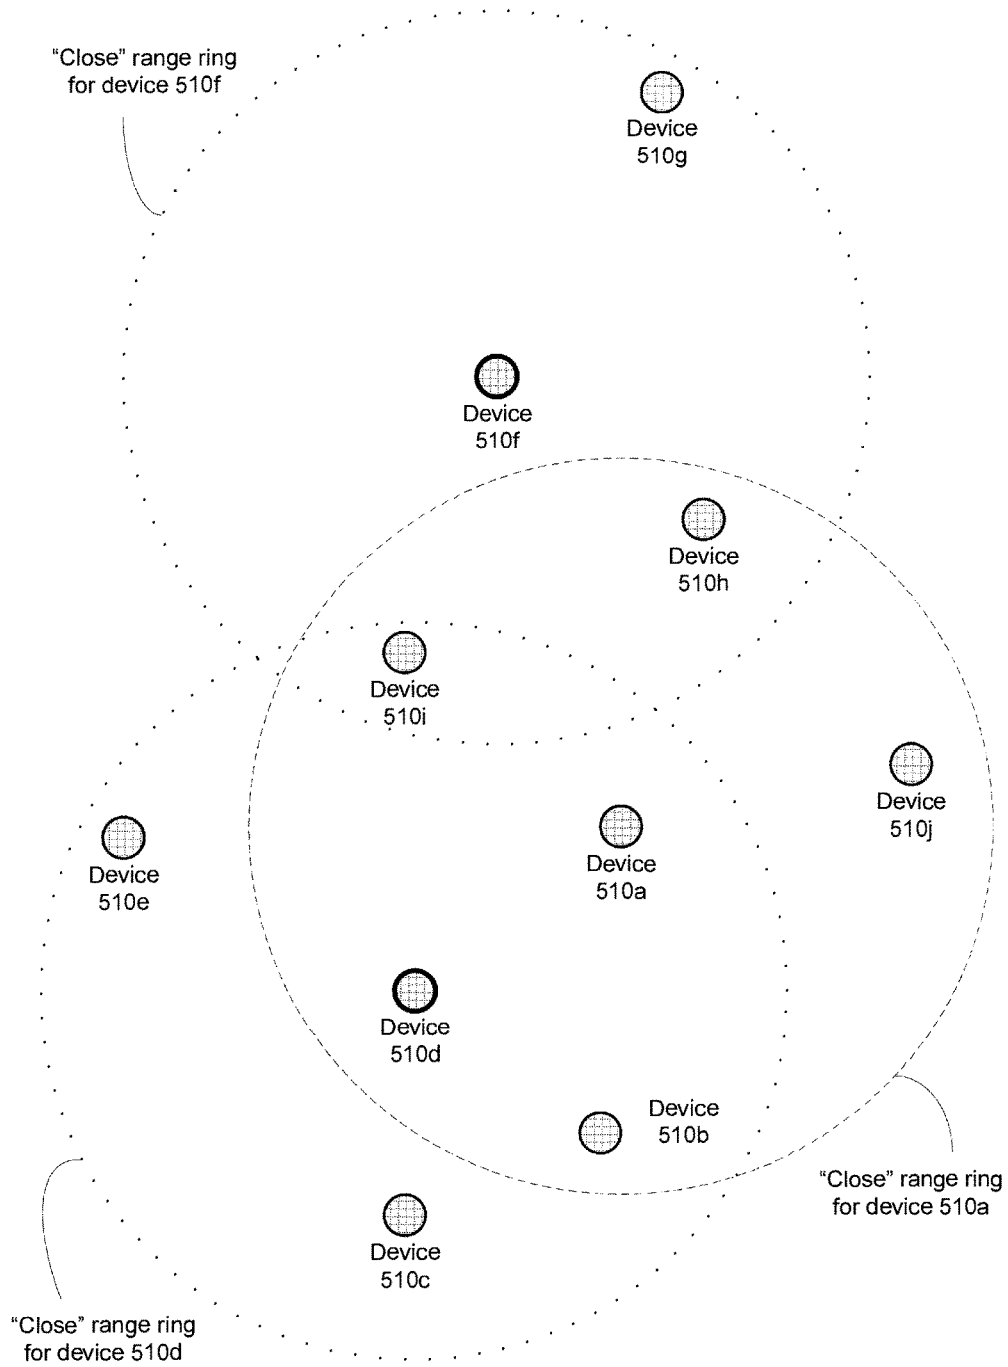 “Close” range ring
for device 510f
Device
510g
Device
510f
Device
510h
Device
510i
Device
510j
Device
510a
Device
510e
Device
510d
Device
510b
“Close” range ring
for device 510a
Device
510c
“Close” range ring
for device 510d